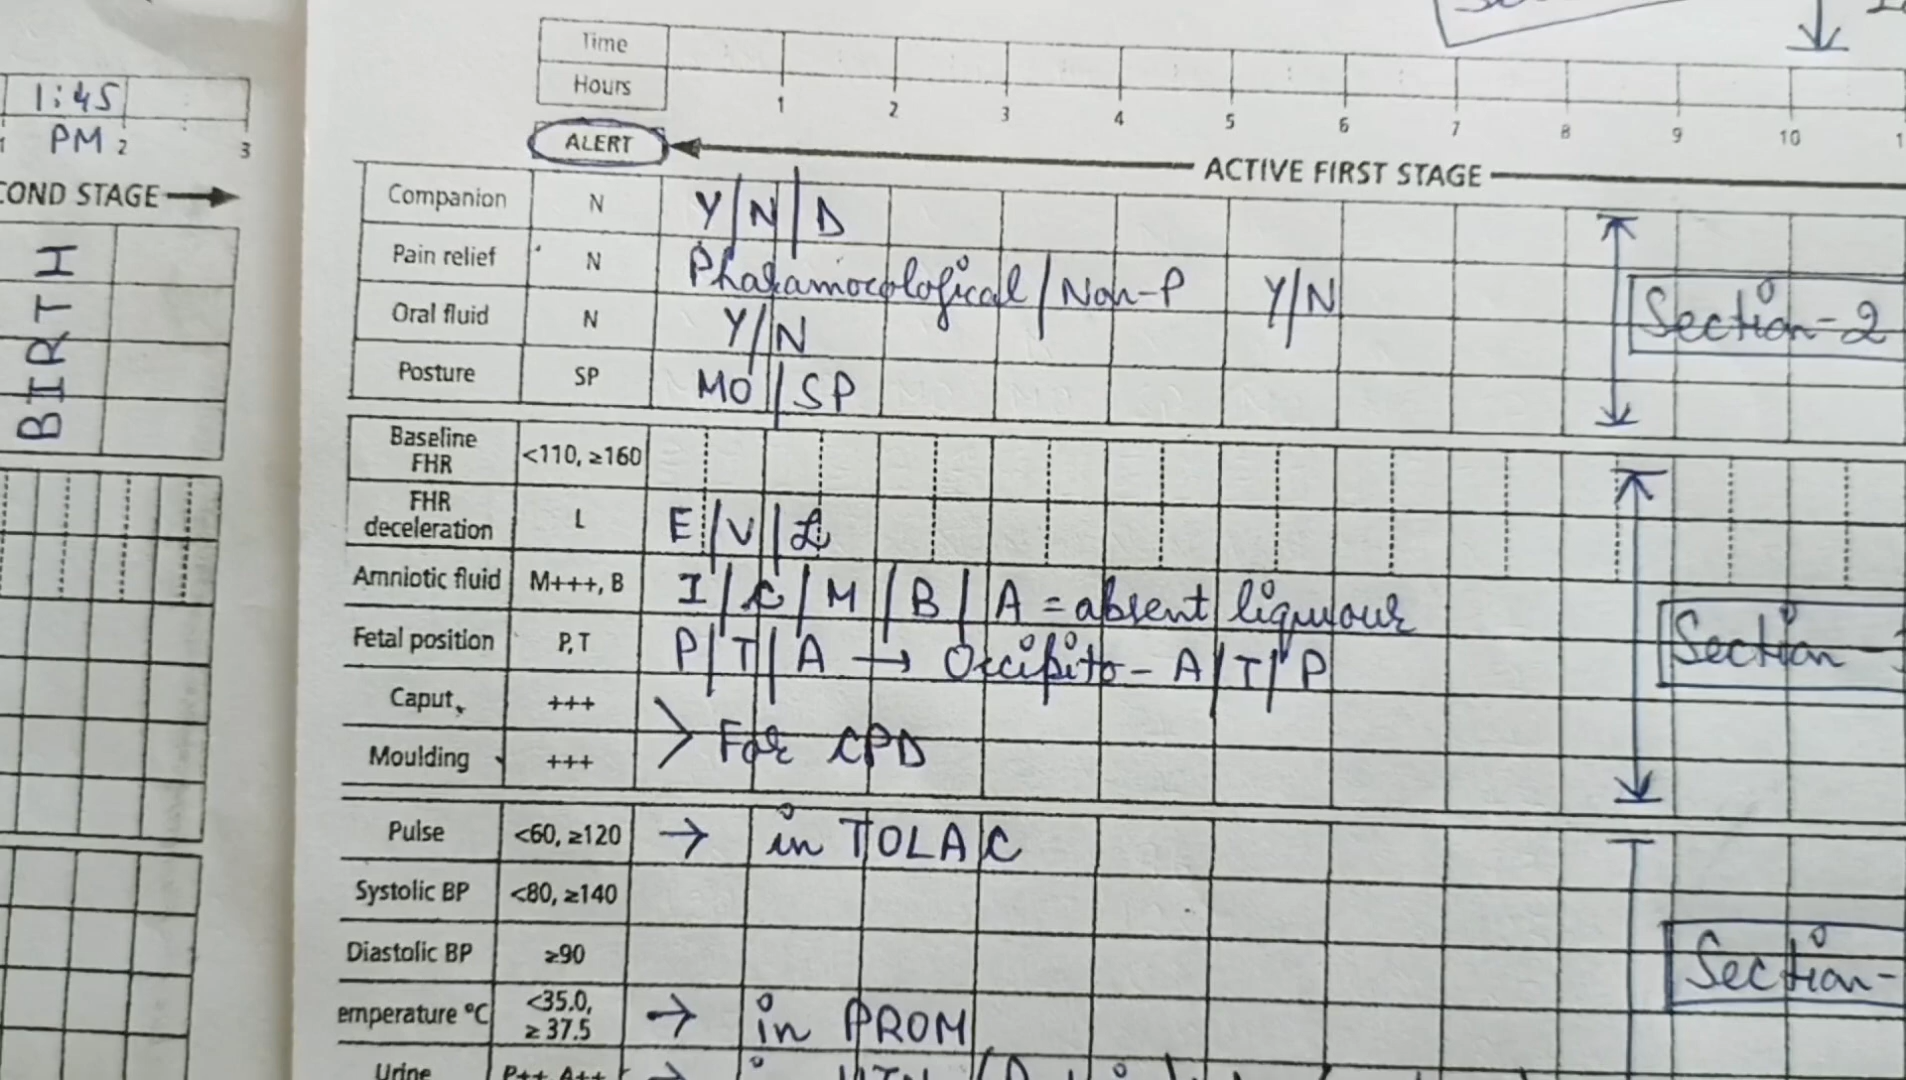 Time
Hours
1 2 3 4 5 6 7 8 9 10
1:45
PM
2 3
ALERT
ACTIVE FIRST STAGE
COND STAGE
BIRTH
Companion N Y/N/D
Pain relief N Pharamocological/Non-P Y/N
Oral fluid N Y/N
Section-2
Posture SP MO/SP
Baseline FHR <110, ≥160
FHR deceleration L E/V/L
Amniotic fluid M+++, B I/C/M/B/A = absent liquour
Fetal position P, T P/T/A → Occipito-A/T/P
Section -
Caput +++
Moulding +++ > For CPD
Pulse <60, ≥120 → in TOLAC
Systolic BP <80, ≥140
Diastolic BP ≥90
Section-
emperature °C <35.0, ≥ 37.5 → in PROM
Urine P++ A++ → in HTN